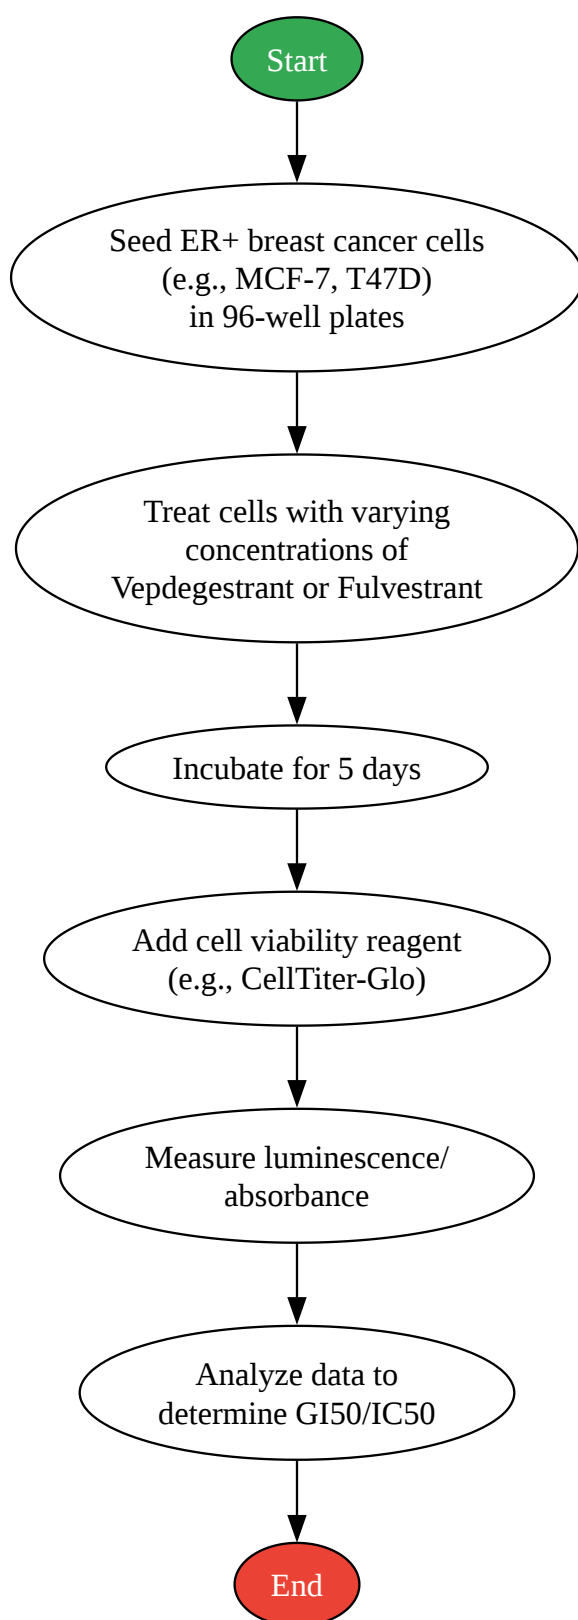 Start
Seed ER+ breast cancer cells
(e.g., MCF-7, T47D)
in 96-well plates
Treat cells with varying
concentrations of
Vepdegestrant or Fulvestrant
Incubate for 5 days
Add cell viability reagent
(e.g., CellTiter-Glo)
Measure luminescence/
absorbance
Analyze data to
determine GI50/IC50
End